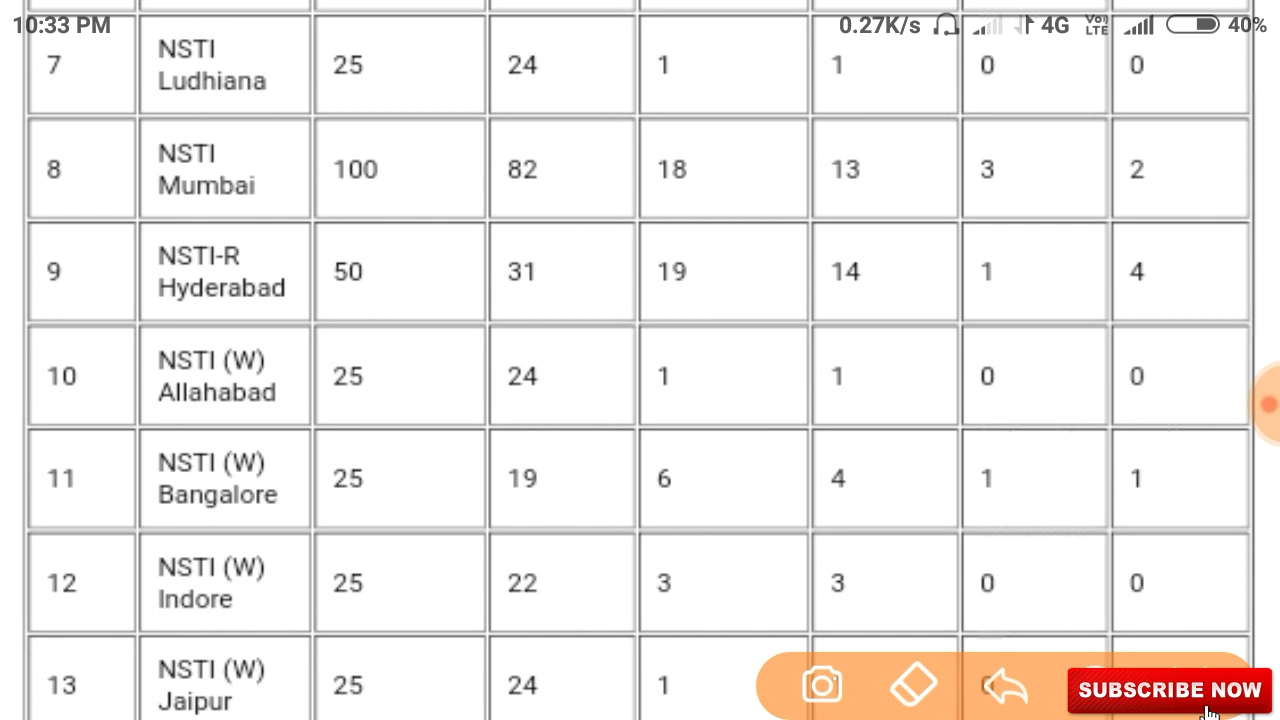 10:33 PM 0.27K/s 4G Vo) LTE 40%
7 NSTI Ludhiana 25 24 1 1 0 0
8 NSTI Mumbai 100 82 18 13 3 2
9 NSTI-R Hyderabad 50 31 19 14 1 4
10 NSTI (W) Allahabad 25 24 1 1 0 0
11 NSTI (W) Bangalore 25 19 6 4 1 1
12 NSTI (W) Indore 25 22 3 3 0 0
13 NSTI (W) Jaipur 25 24 1
SUBSCRIBE NOW